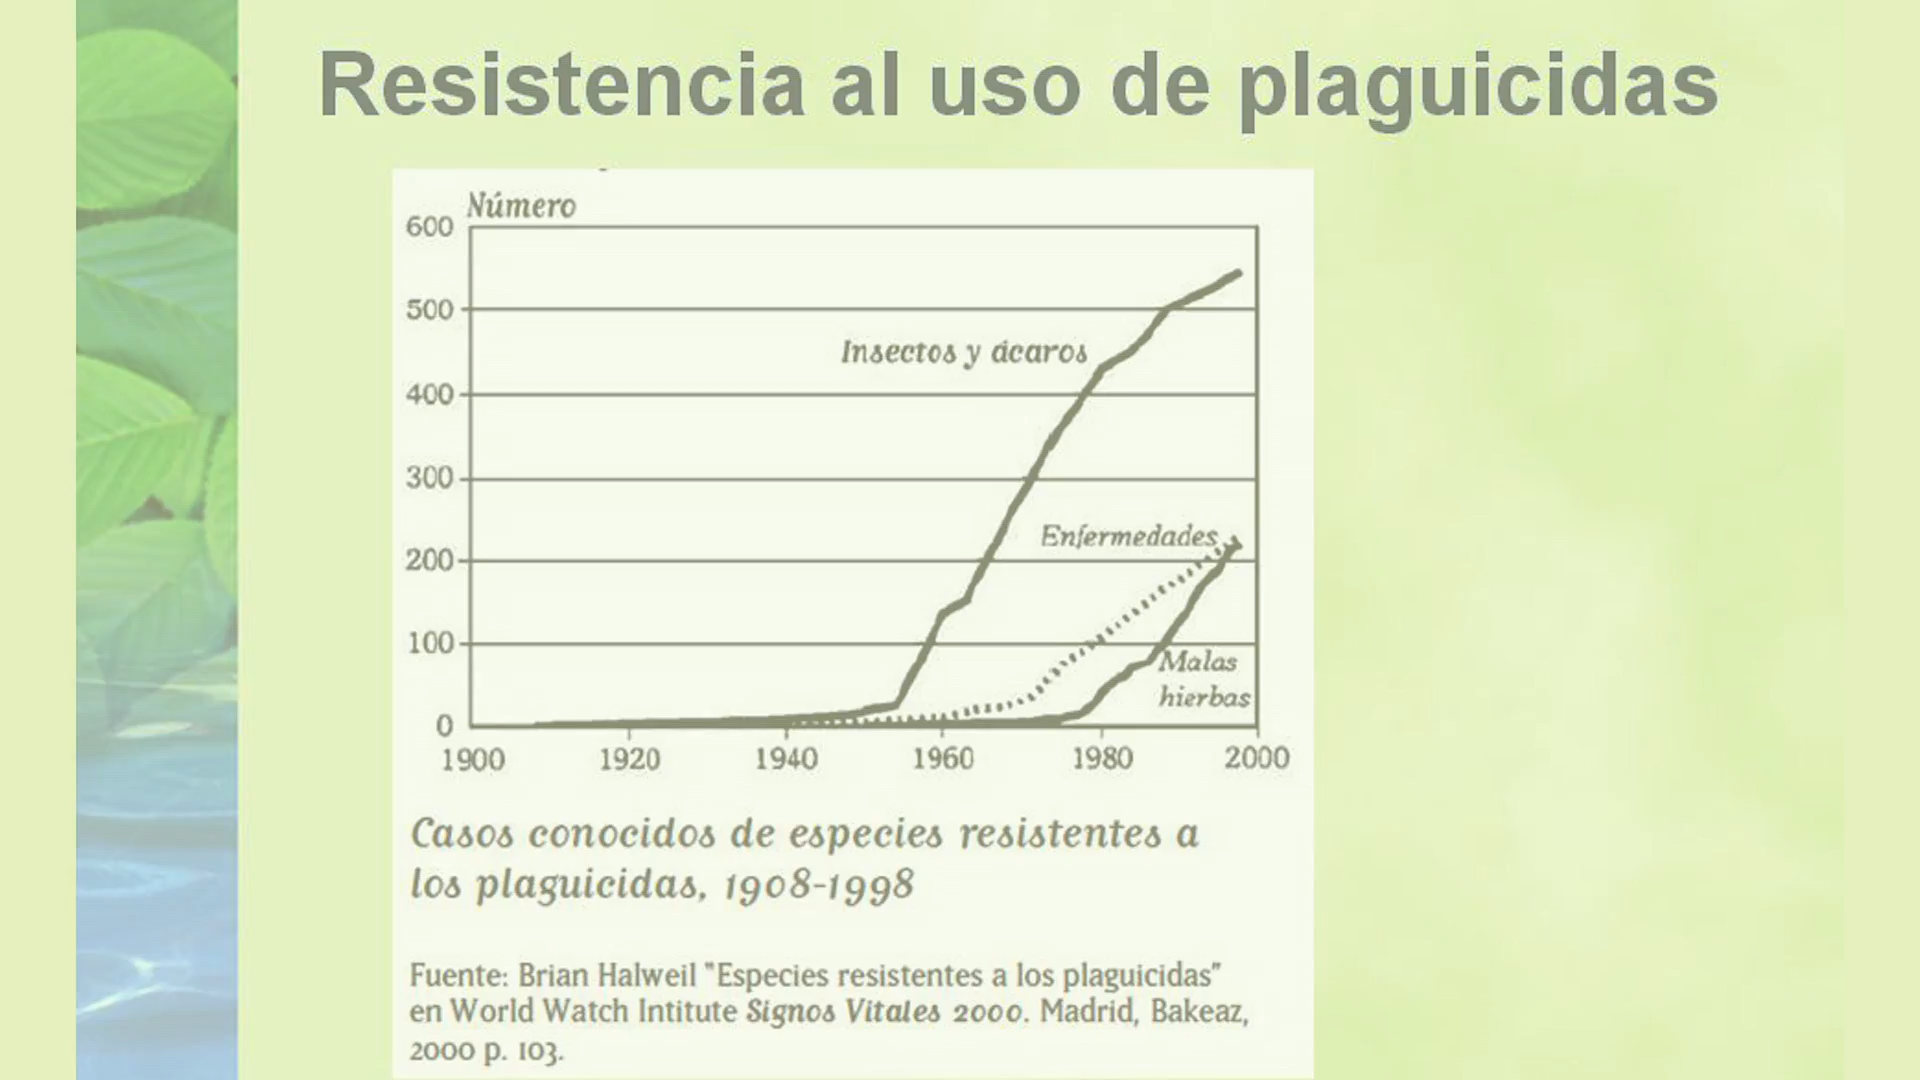 Resistencia al uso de plaguicidas
Número
600
500
Insectos y ácaros
400
300
Enfermedades
200
100
Malas
hierbas
0
1900 1920 1940 1960 1980 2000
Casos conocidos de especies resistentes a
los plaguicidas, 1908-1998
Fuente: Brian Halweil "Especies resistentes a los plaguicidas"
en World Watch Intitute Signos Vitales 2000. Madrid, Bakeaz,
2000 p. 103.